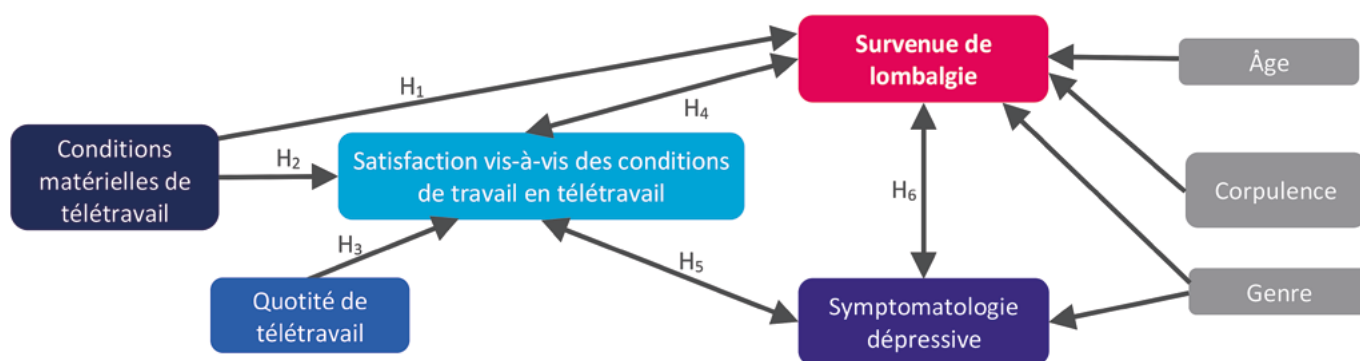 Survenue de
lombalgie
Âge
H₁
H₄
Conditions
matérielles de
télétravail
H₂
Satisfaction vis-à-vis des conditions
de travail en télétravail
H₆
Corpulence
H₃
H₅
Quotité de
télétravail
Symptomatologie
dépressive
Genre